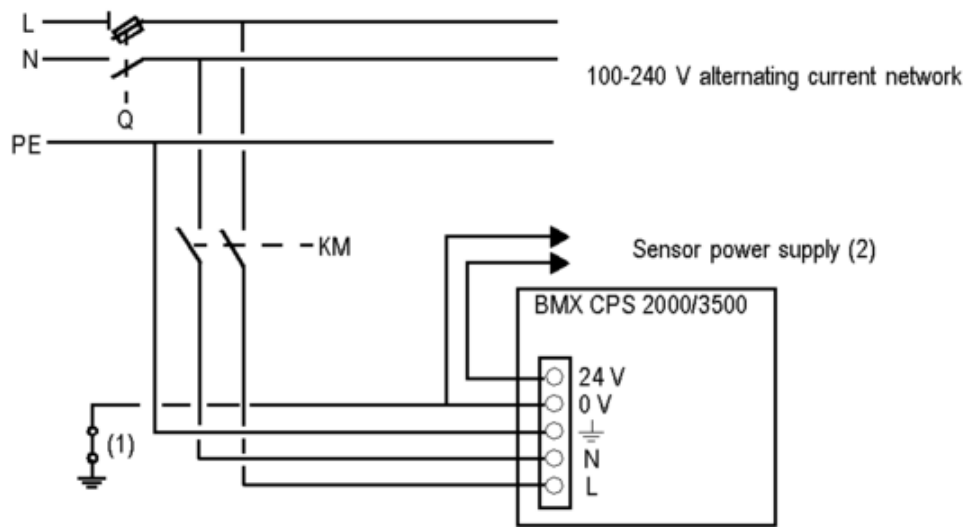 L
N
100-240 V alternating current network
Q
PE
KM
Sensor power supply (2)
BMX CPS 2000/3500
24 V
0 V
(1)
N
L